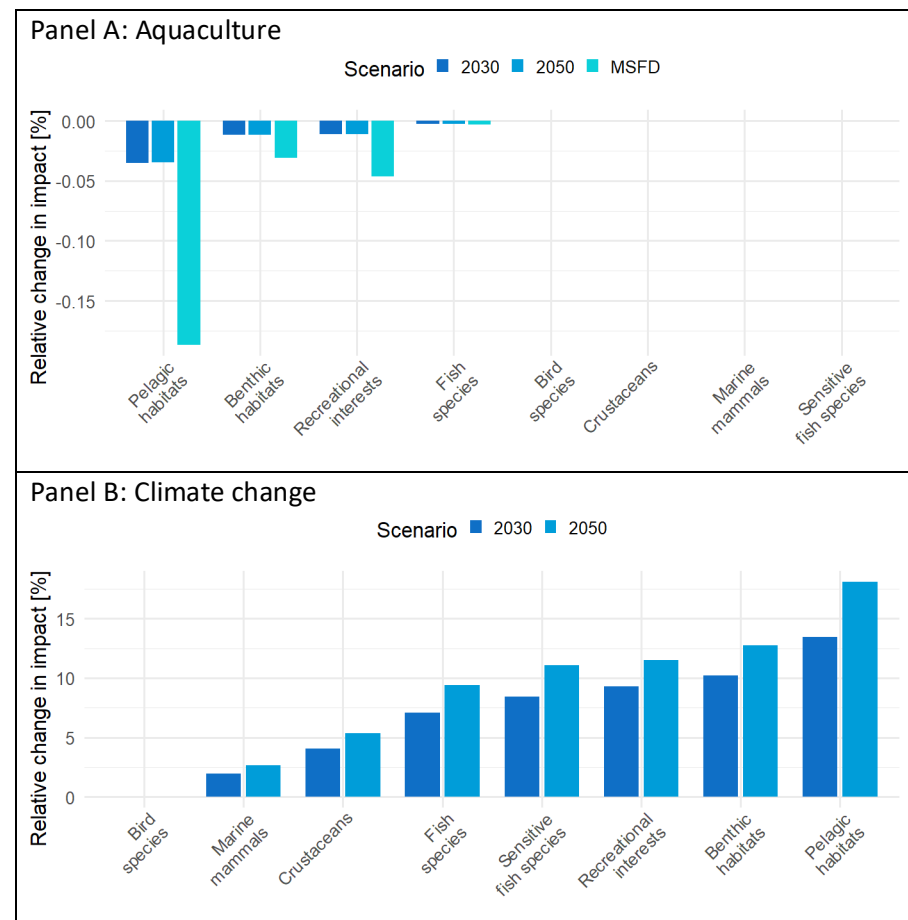 Panel A: Aquaculture
Scenario 2030 2050 MSFD
Relative change in impact [%]
0.00
-0.05
-0.10
-0.15
Pelagic
habitats
Benthic
habitats
Recreational
interests
Fish
species
Bird
species
Crustaceans
Marine
mammals
Sensitive
fish species
Panel B: Climate change
Scenario 2030 2050
Relative change in impact [%]
15
10
5
0
Bird
species
Marine
mammals
Crustaceans
Fish
species
Sensitive
fish species
Recreational
interests
Benthic
habitats
Pelagic
habitats